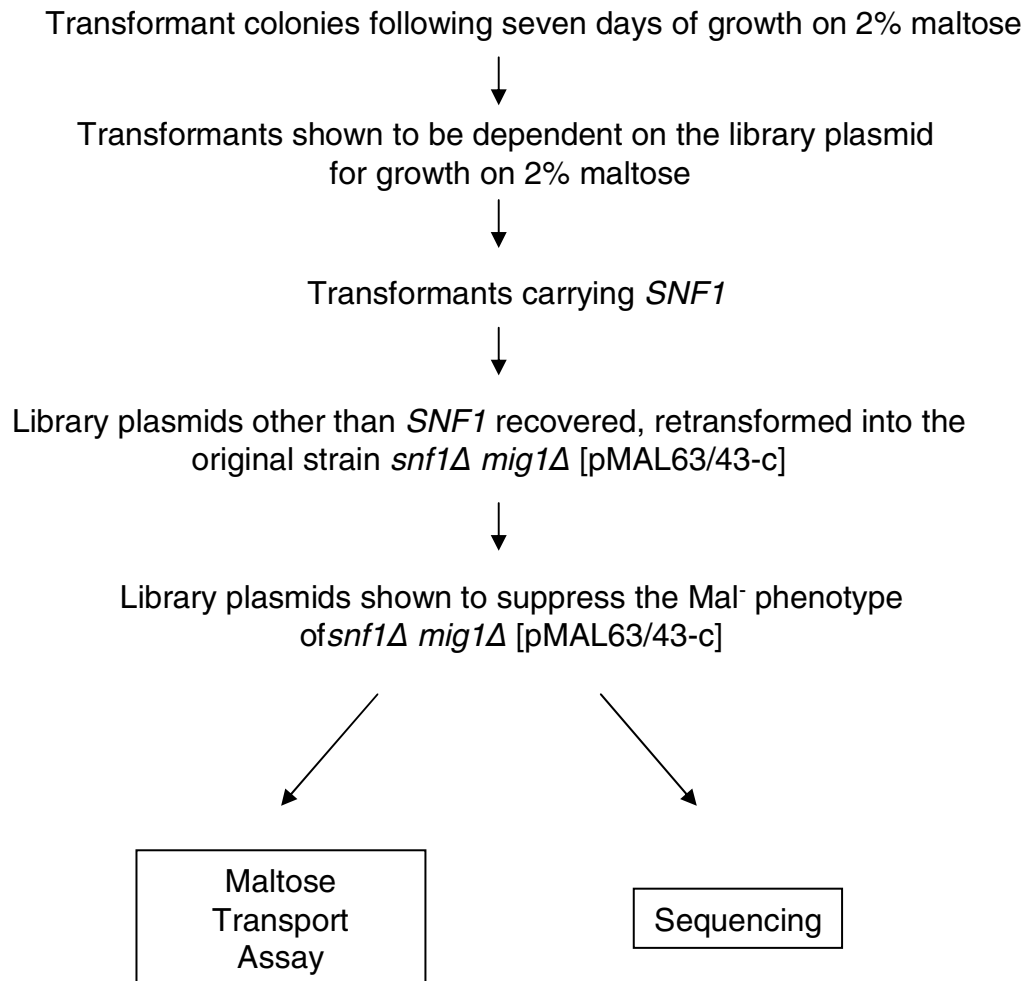 Transformant colonies following seven days of growth on 2% maltose
Transformants shown to be dependent on the library plasmid
for growth on 2% maltose
Transformants carrying SNF1
Library plasmids other than SNF1 recovered, retransformed into the
original strain snf1Δ mig1Δ [pMAL63/43-c]
Library plasmids shown to suppress the Mal⁻ phenotype
ofsnf1Δ mig1Δ [pMAL63/43-c]
Maltose
Transport
Assay
Sequencing